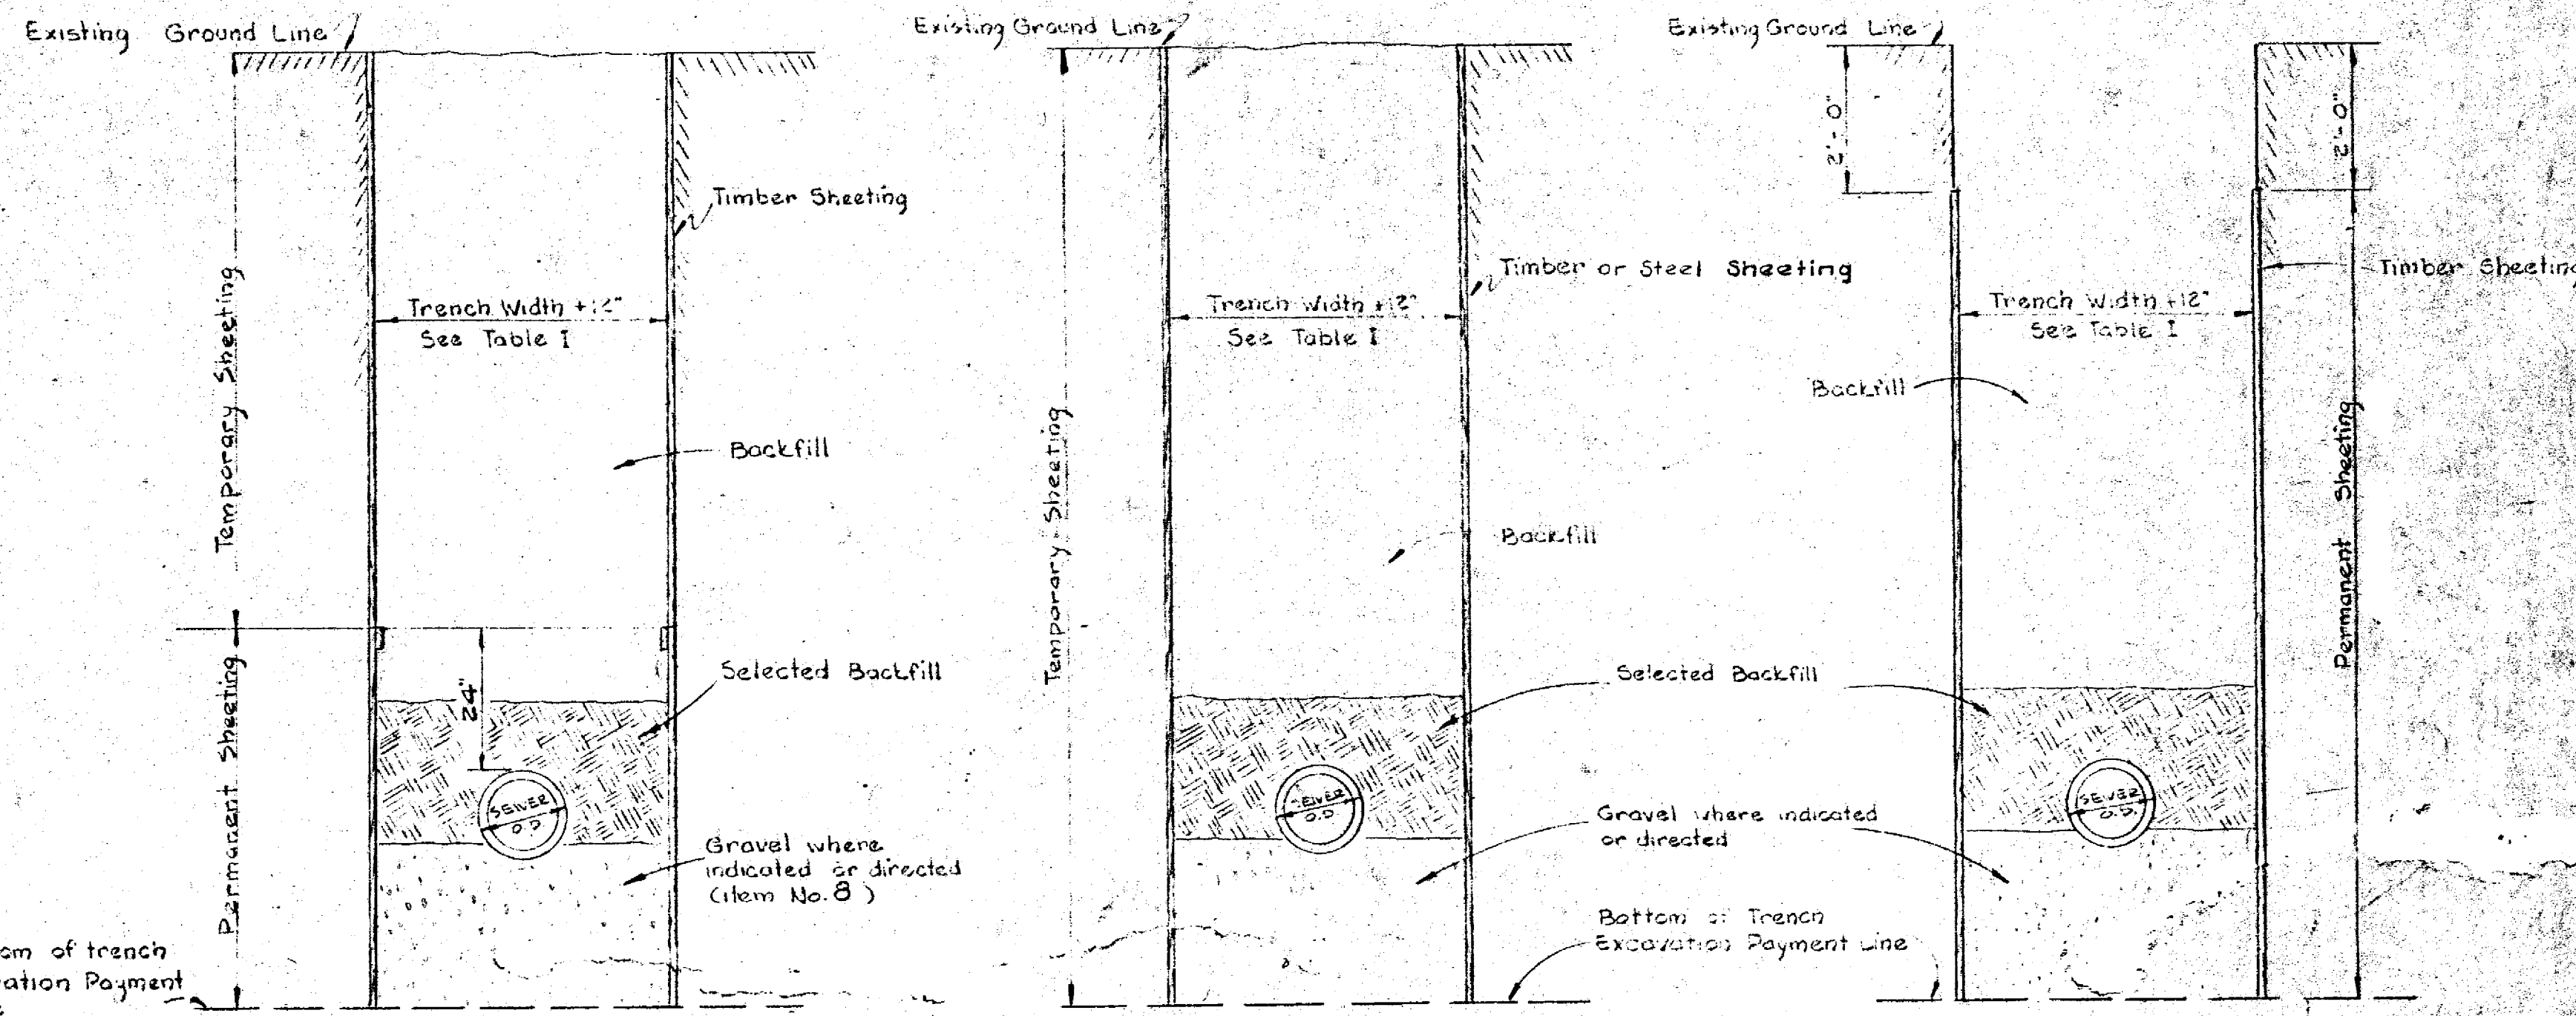 Existing Ground Line
Temporary Sheeting
Permanent Sheeting
Timber Sheeting
Trench Width +12"
See Table I
Backfill
24"
Selected Backfill
SEWER
O.D.
Gravel where
indicated or directed
(item No. 8)
om of trench
ation Payment
Existing Ground Line
Temporary Sheeting
Timber or Steel Sheeting
Trench Width +12"
See Table I
Backfill
Selected Backfill
SEWER
O.D.
Gravel where indicated
or directed
Bottom of Trench
Excavation Payment Line
Existing Ground Line
2'-0"
2'-0"
Timber Sheeting
Trench Width +12"
See Table I
Backfill
Permanent Sheeting
SEWER
O.D.